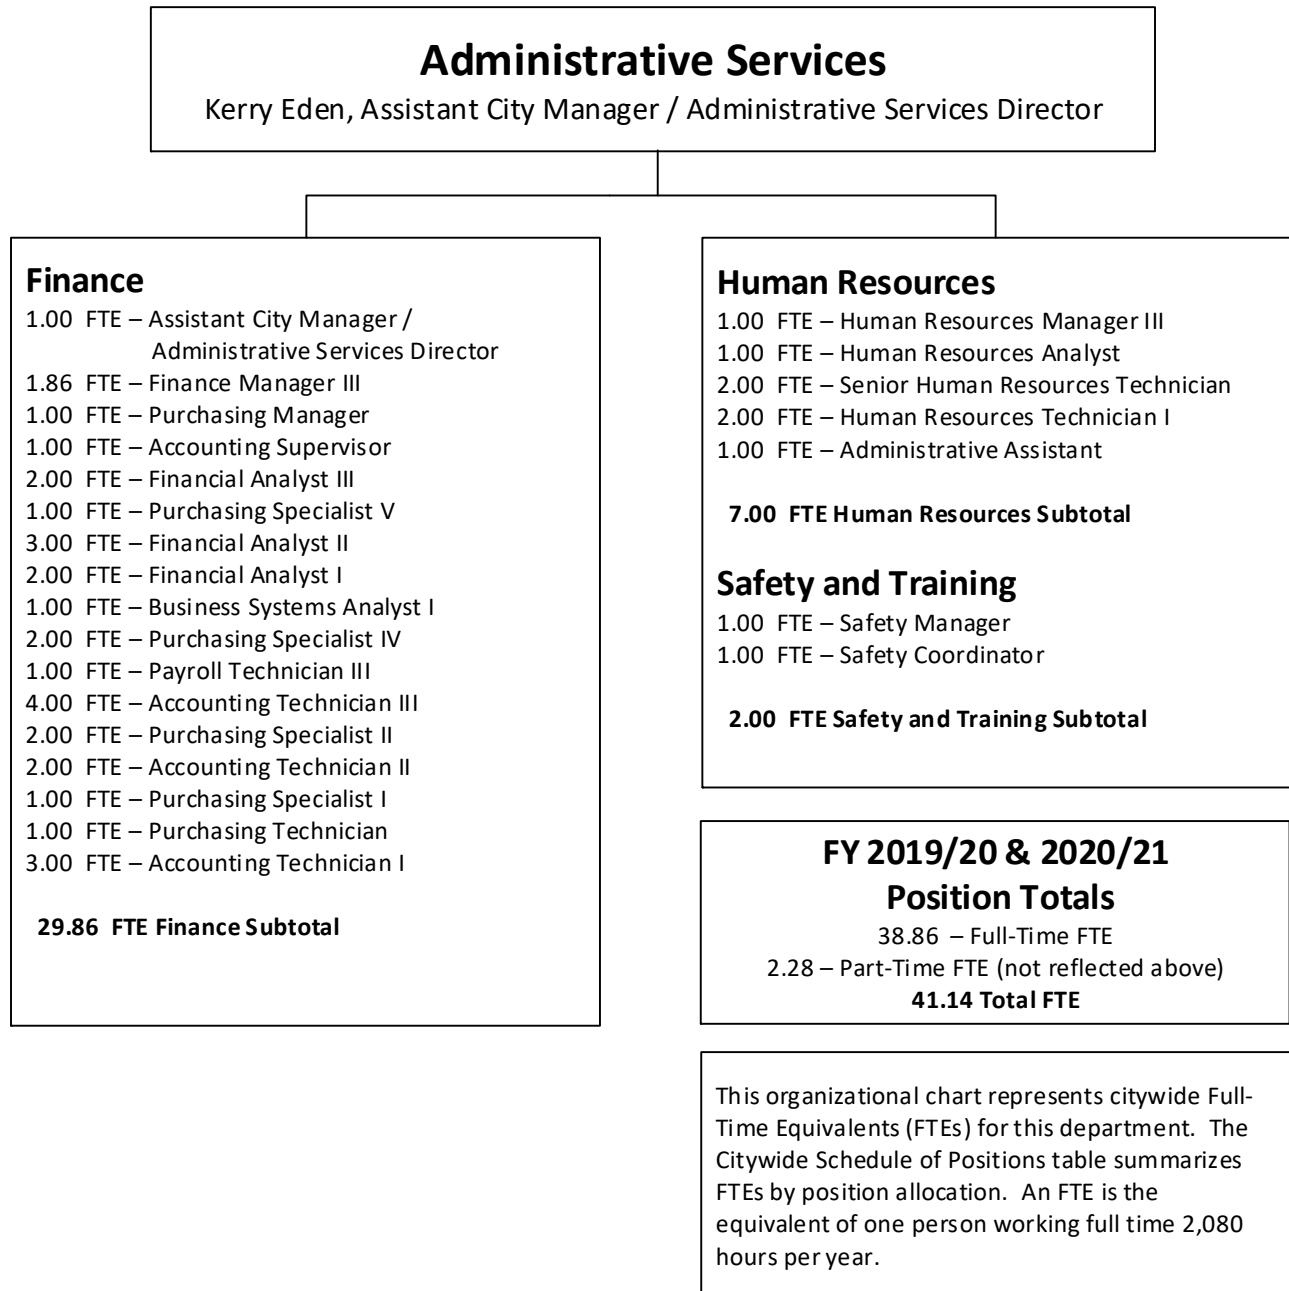 Administrative Services
Kerry Eden, Assistant City Manager / Administrative Services Director
Finance
1.00 FTE – Assistant City Manager /
Administrative Services Director
1.86 FTE – Finance Manager III
1.00 FTE – Purchasing Manager
1.00 FTE – Accounting Supervisor
2.00 FTE – Financial Analyst III
1.00 FTE – Purchasing Specialist V
3.00 FTE – Financial Analyst II
2.00 FTE – Financial Analyst I
1.00 FTE – Business Systems Analyst I
2.00 FTE – Purchasing Specialist IV
1.00 FTE – Payroll Technician III
4.00 FTE – Accounting Technician III
2.00 FTE – Purchasing Specialist II
2.00 FTE – Accounting Technician II
1.00 FTE – Purchasing Specialist I
1.00 FTE – Purchasing Technician
3.00 FTE – Accounting Technician I
29.86 FTE Finance Subtotal
Human Resources
1.00 FTE – Human Resources Manager III
1.00 FTE – Human Resources Analyst
2.00 FTE – Senior Human Resources Technician
2.00 FTE – Human Resources Technician I
1.00 FTE – Administrative Assistant
7.00 FTE Human Resources Subtotal
Safety and Training
1.00 FTE – Safety Manager
1.00 FTE – Safety Coordinator
2.00 FTE Safety and Training Subtotal
FY 2019/20 & 2020/21
Position Totals
38.86 – Full-Time FTE
2.28 – Part-Time FTE (not reflected above)
41.14 Total FTE
This organizational chart represents citywide Full-
Time Equivalents (FTEs) for this department. The
Citywide Schedule of Positions table summarizes
FTEs by position allocation. An FTE is the
equivalent of one person working full time 2,080
hours per year.